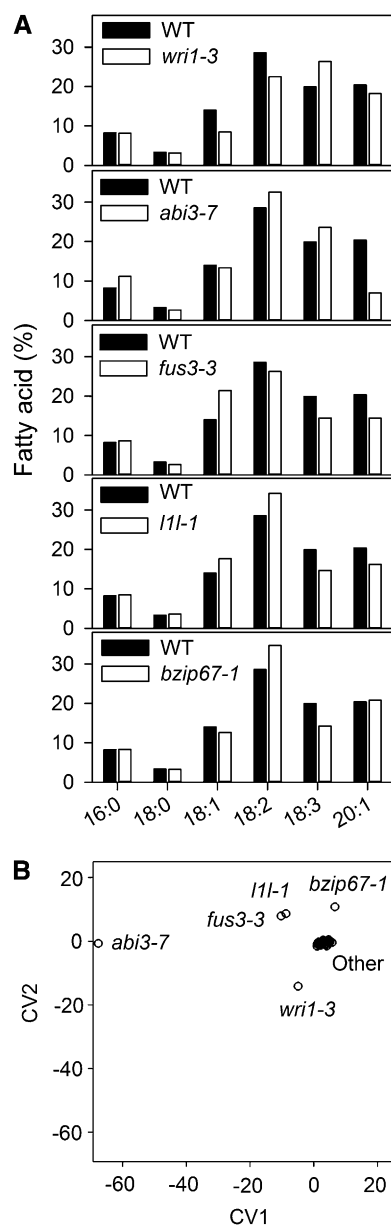 A
WT
wri1-3
30
20
10
0
WT
abi3-7
30
20
10
0
WT
fus3-3
30
20
10
0
WT
l1l-1
30
20
10
0
WT
bzip67-1
30
20
10
0
Fatty acid (%)
16:0 18:0 18:1 18:2 18:3 20:1
B
20
0
-20
-40
-60
CV2
l1l-1
bzip67-1
fus3-3
abi3-7
Other
wri1-3
-60 -40 -20 0 20
CV1